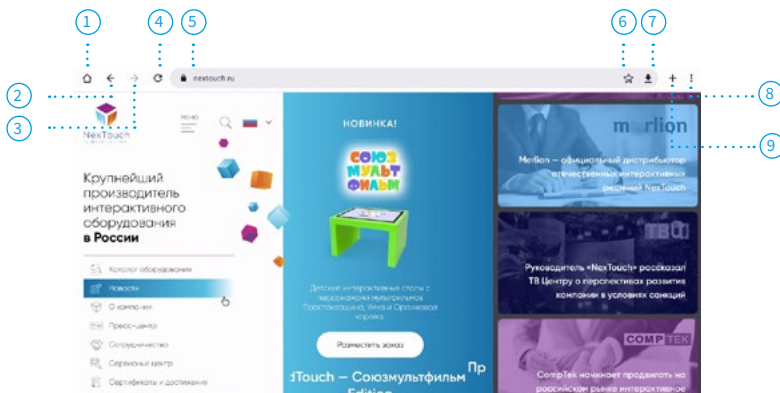 1
4
5
6
7
nextouch.ru
2
3
8
9
NexTouch
МЕНЮ
Крупнейший
производитель
интерактивного
оборудования
в России
Каталог оборудования
Новости
О компании
Пресс-центр
Сотрудничество
Сервисный центр
Сертификаты и достижения
НОВИНКА!
СОЮЗ
МУЛЬТ
ФИЛЬМ
Детские интерактивные столы с
персонажами мультфильмов
Простоквашино, Умка и Оранжевая
корова.
Разместить заказ
dTouch — Союзмультфильм Пр
Edition
merlion
Merlion — официальный дистрибьютор
отечественных интерактивных
решений NexTouch
ТВЦ
Руководитель «NexTouch» рассказал
ТВ Центру о перспективах развития
компании в условиях санкций
COMPTEK
CompTek начинает продвигать на
российском рынке интерактивное